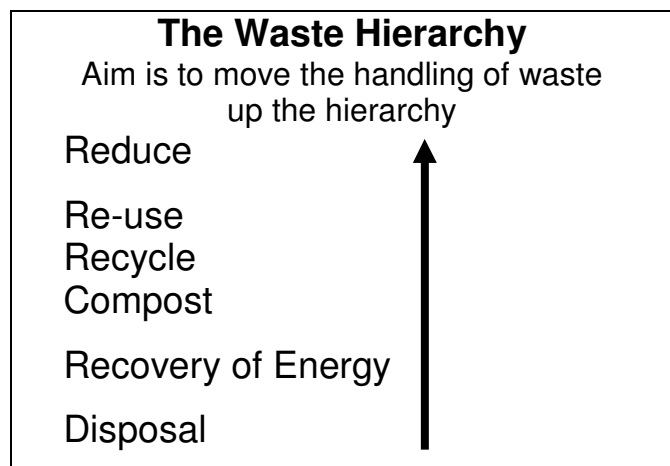 The Waste Hierarchy
Aim is to move the handling of waste
up the hierarchy
Reduce
Re-use
Recycle
Compost
Recovery of Energy
Disposal